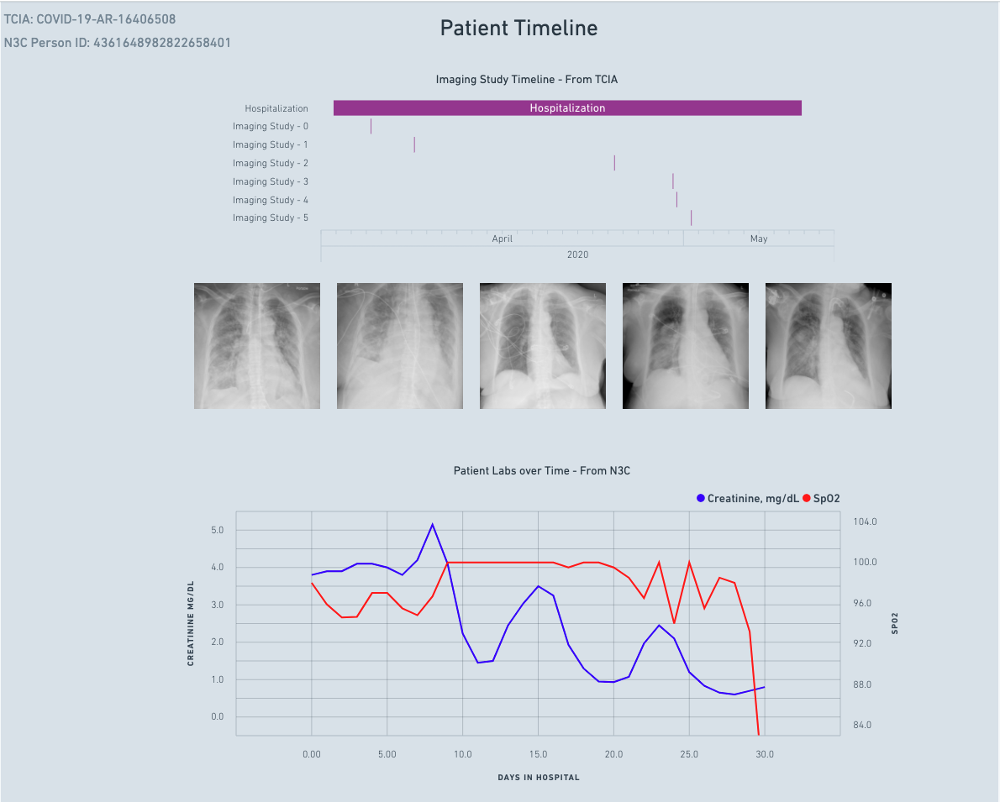 TCIA: COVID-19-AR-16406508
N3C Person ID: 4361648982822658401
Patient Timeline
Imaging Study Timeline - From TCIA
Hospitalization
Hospitalization
Imaging Study - 0
Imaging Study - 1
Imaging Study - 2
Imaging Study - 3
Imaging Study - 4
Imaging Study - 5
April May
2020
Patient Labs over Time - From N3C
Creatinine, mg/dL SpO2
CREATININE MG/DL
5.0
4.0
3.0
2.0
1.0
0.0
104.0
100.0
96.0
92.0
88.0
84.0
SPO2
0.00 5.00 10.0 15.0 20.0 25.0 30.0
DAYS IN HOSPITAL